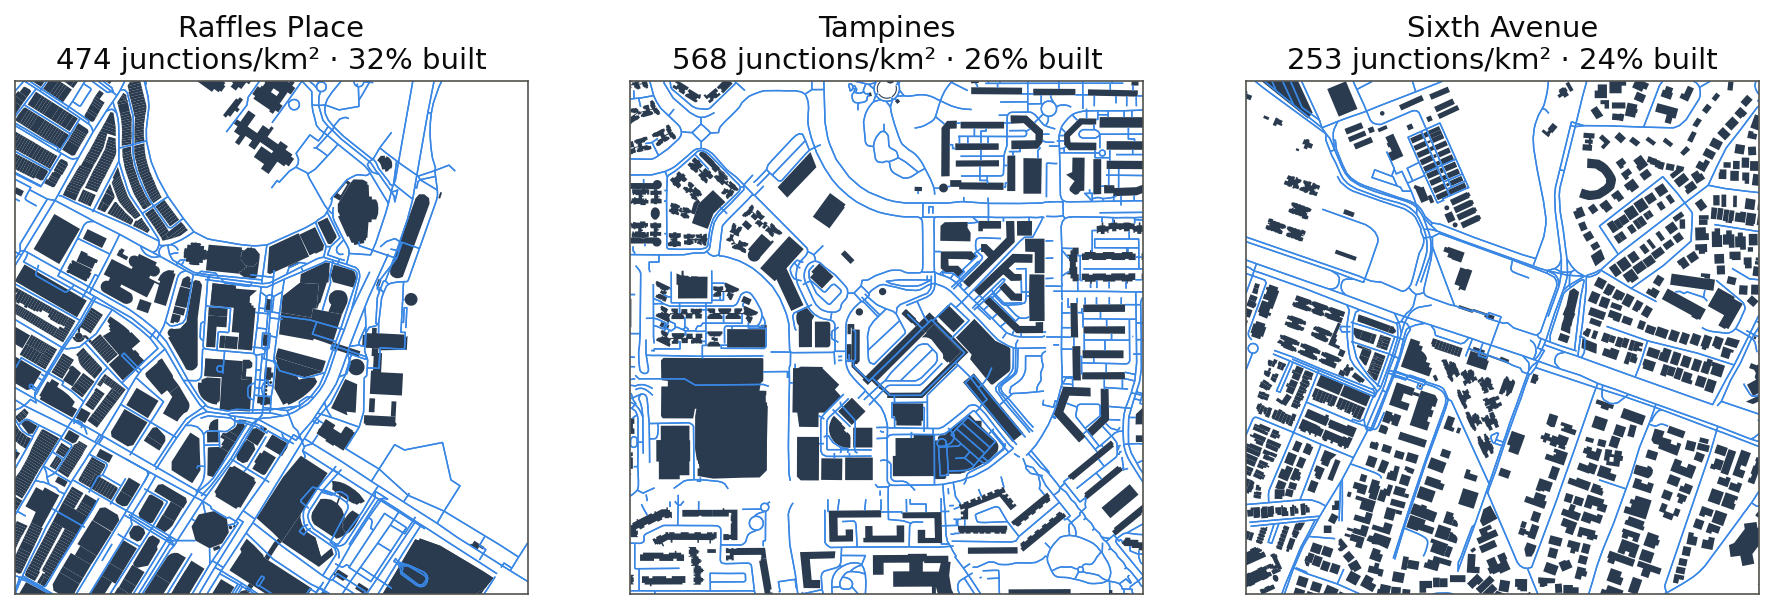 Raffles Place
474 junctions/km² · 32% built
Tampines
568 junctions/km² · 26% built
Sixth Avenue
253 junctions/km² · 24% built